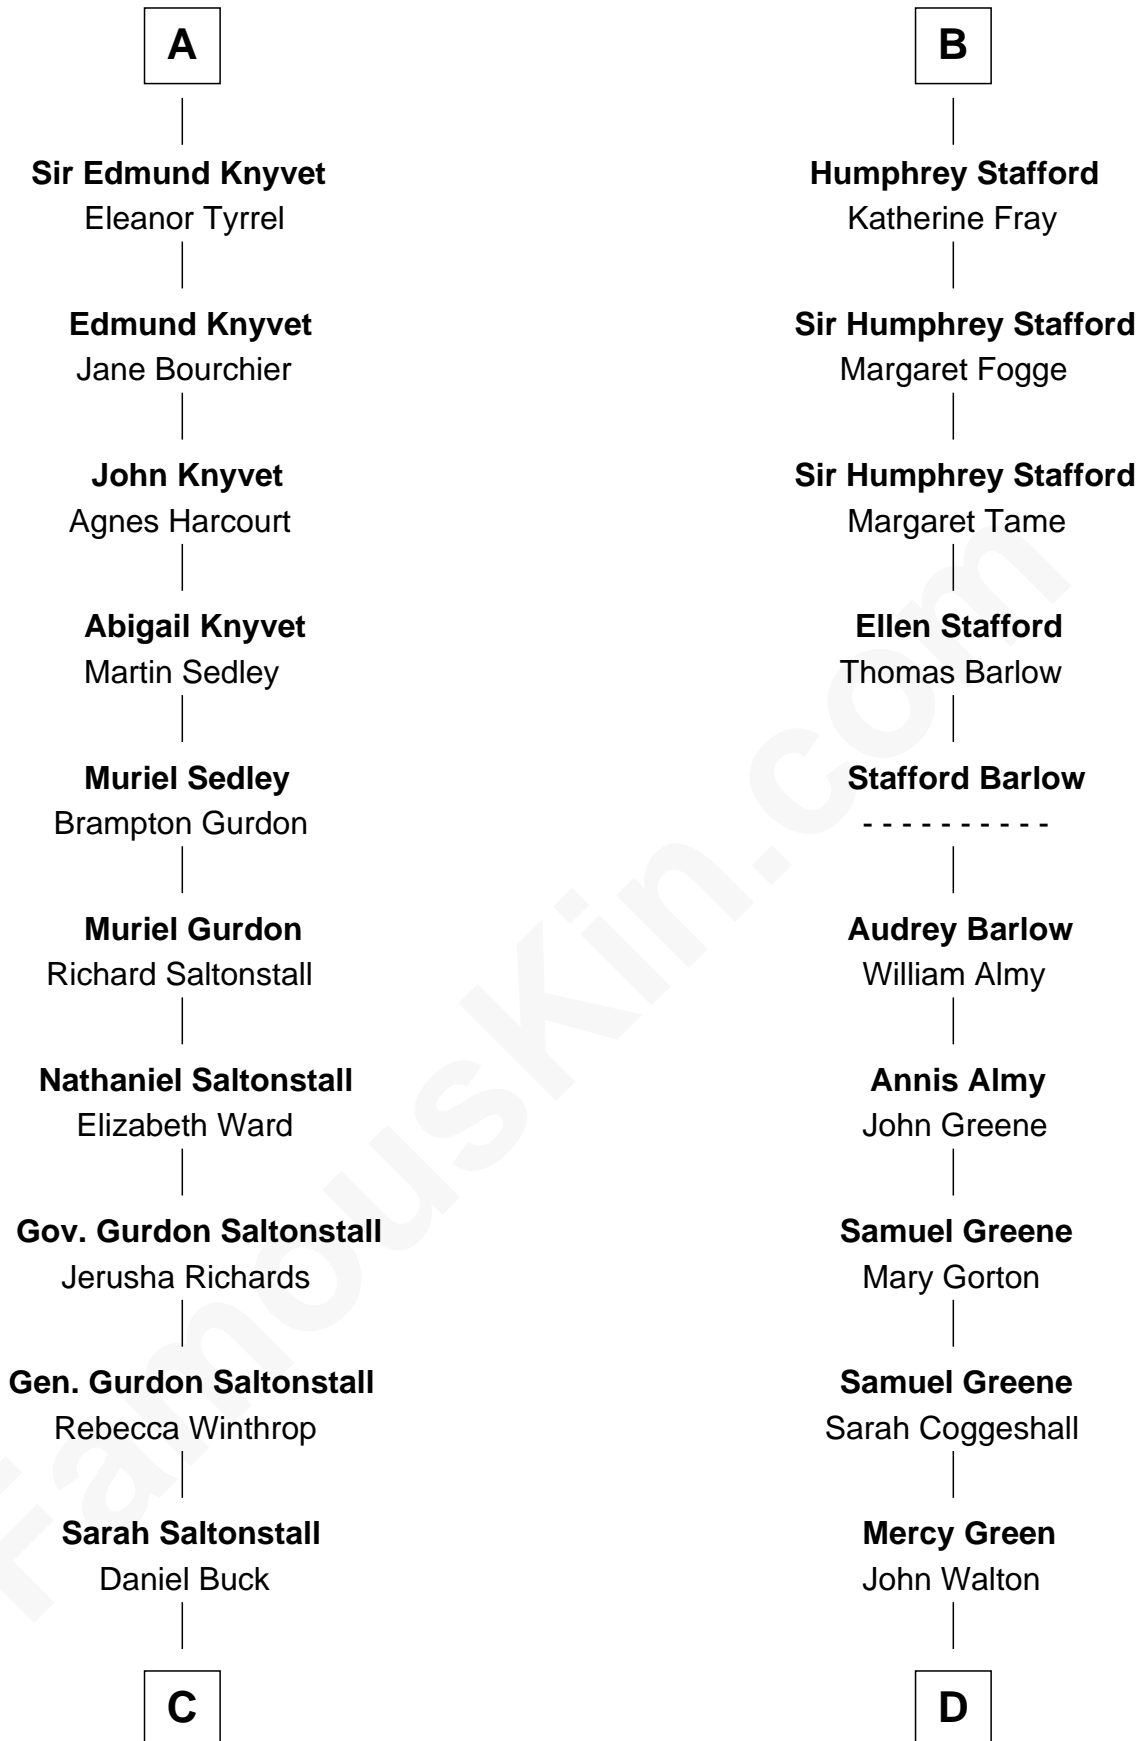 A
Sir Edmund Knyvet
Eleanor Tyrrel
Edmund Knyvet
Jane Bourchier
John Knyvet
Agnes Harcourt
Abigail Knyvet
Martin Sedley
Muriel Sedley
Brampton Gurdon
Muriel Gurdon
Richard Saltonstall
Nathaniel Saltonstall
Elizabeth Ward
Gov. Gurdon Saltonstall
Jerusha Richards
Gen. Gurdon Saltonstall
Rebecca Winthrop
Sarah Saltonstall
Daniel Buck
C
B
Humphrey Stafford
Katherine Fray
Sir Humphrey Stafford
Margaret Fogge
Sir Humphrey Stafford
Margaret Tame
Ellen Stafford
Thomas Barlow
Stafford Barlow
- - - - - - - - - -
Audrey Barlow
William Almy
Annis Almy
John Greene
Samuel Greene
Mary Gorton
Samuel Greene
Sarah Coggeshall
Mercy Green
John Walton
D
FamousKin.com